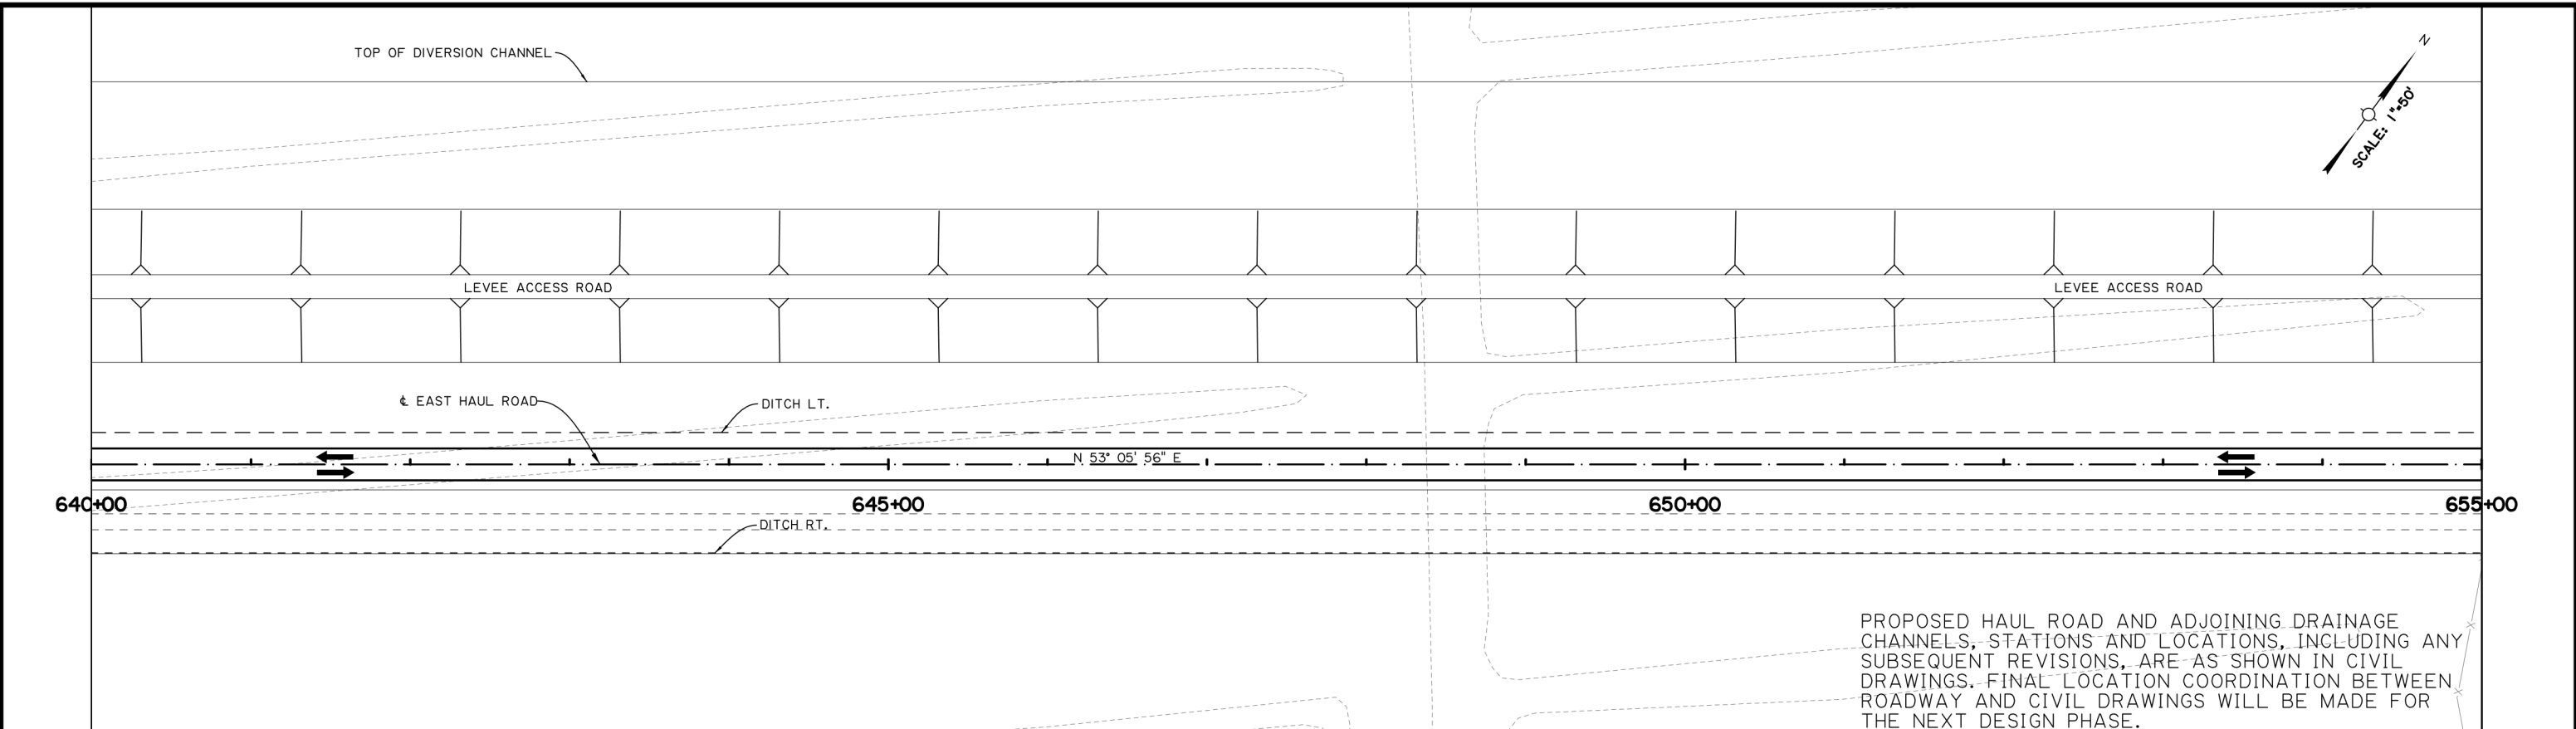 TOP OF DIVERSION CHANNEL
N
SCALE: 1"=50'
LEVEE ACCESS ROAD
LEVEE ACCESS ROAD
℄ EAST HAUL ROAD
DITCH LT.
N 53° 05' 56" E
640+00
645+00
650+00
655+00
DITCH RT.
PROPOSED HAUL ROAD AND ADJOINING DRAINAGE
CHANNELS, STATIONS AND LOCATIONS, INCLUDING ANY
SUBSEQUENT REVISIONS, ARE AS SHOWN IN CIVIL
DRAWINGS. FINAL LOCATION COORDINATION BETWEEN
ROADWAY AND CIVIL DRAWINGS WILL BE MADE FOR
THE NEXT DESIGN PHASE.